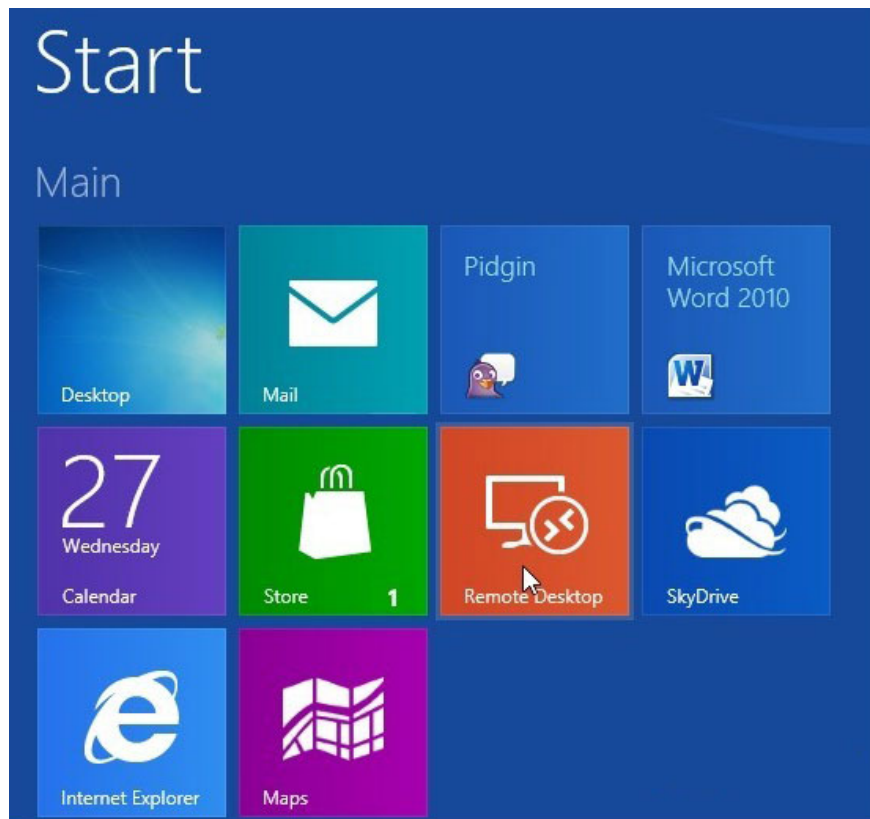 Start
Main
Desktop
Mail
Pidgin
Microsoft
Word 2010
27
Wednesday
Calendar
Store 1
Remote Desktop
SkyDrive
Internet Explorer
Maps